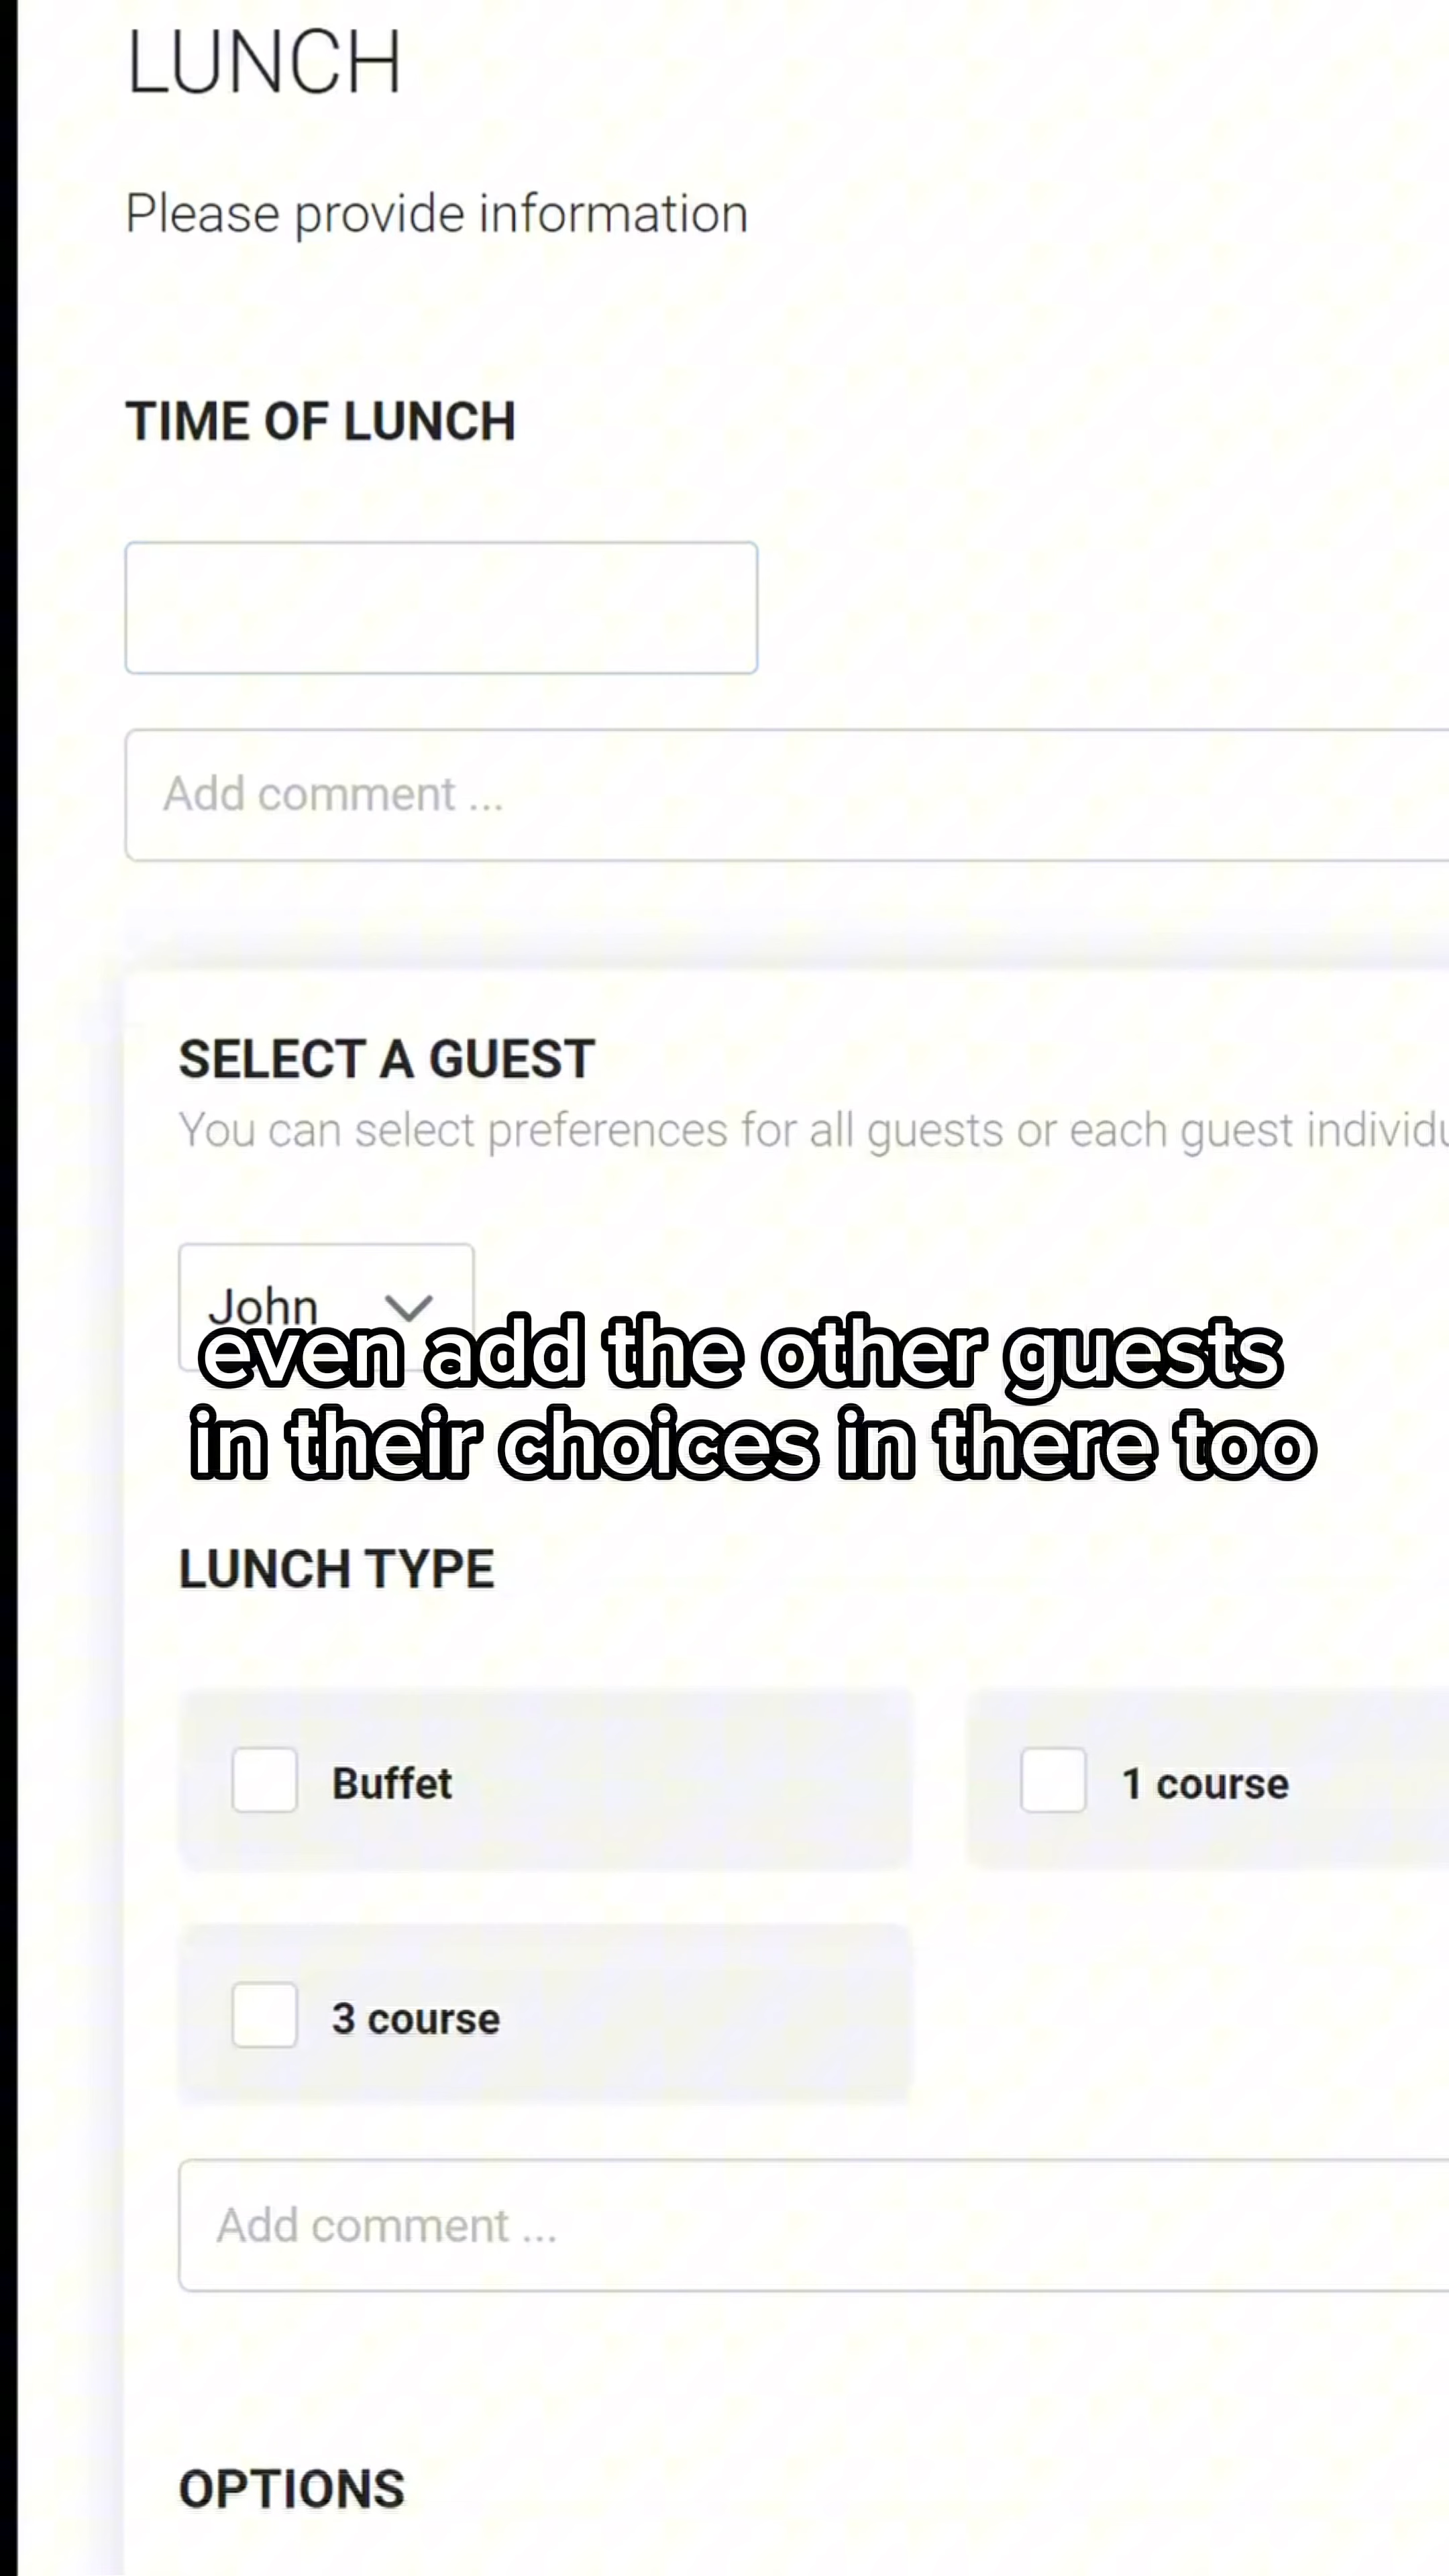 LUNCH
Please provide information
TIME OF LUNCH
Add comment ...
SELECT A GUEST
You can select preferences for all guests or each guest
John
even add the other guests
in their choices in there too
LUNCH TYPE
Buffet
1 course
3 course
Add comment ...
OPTIONS